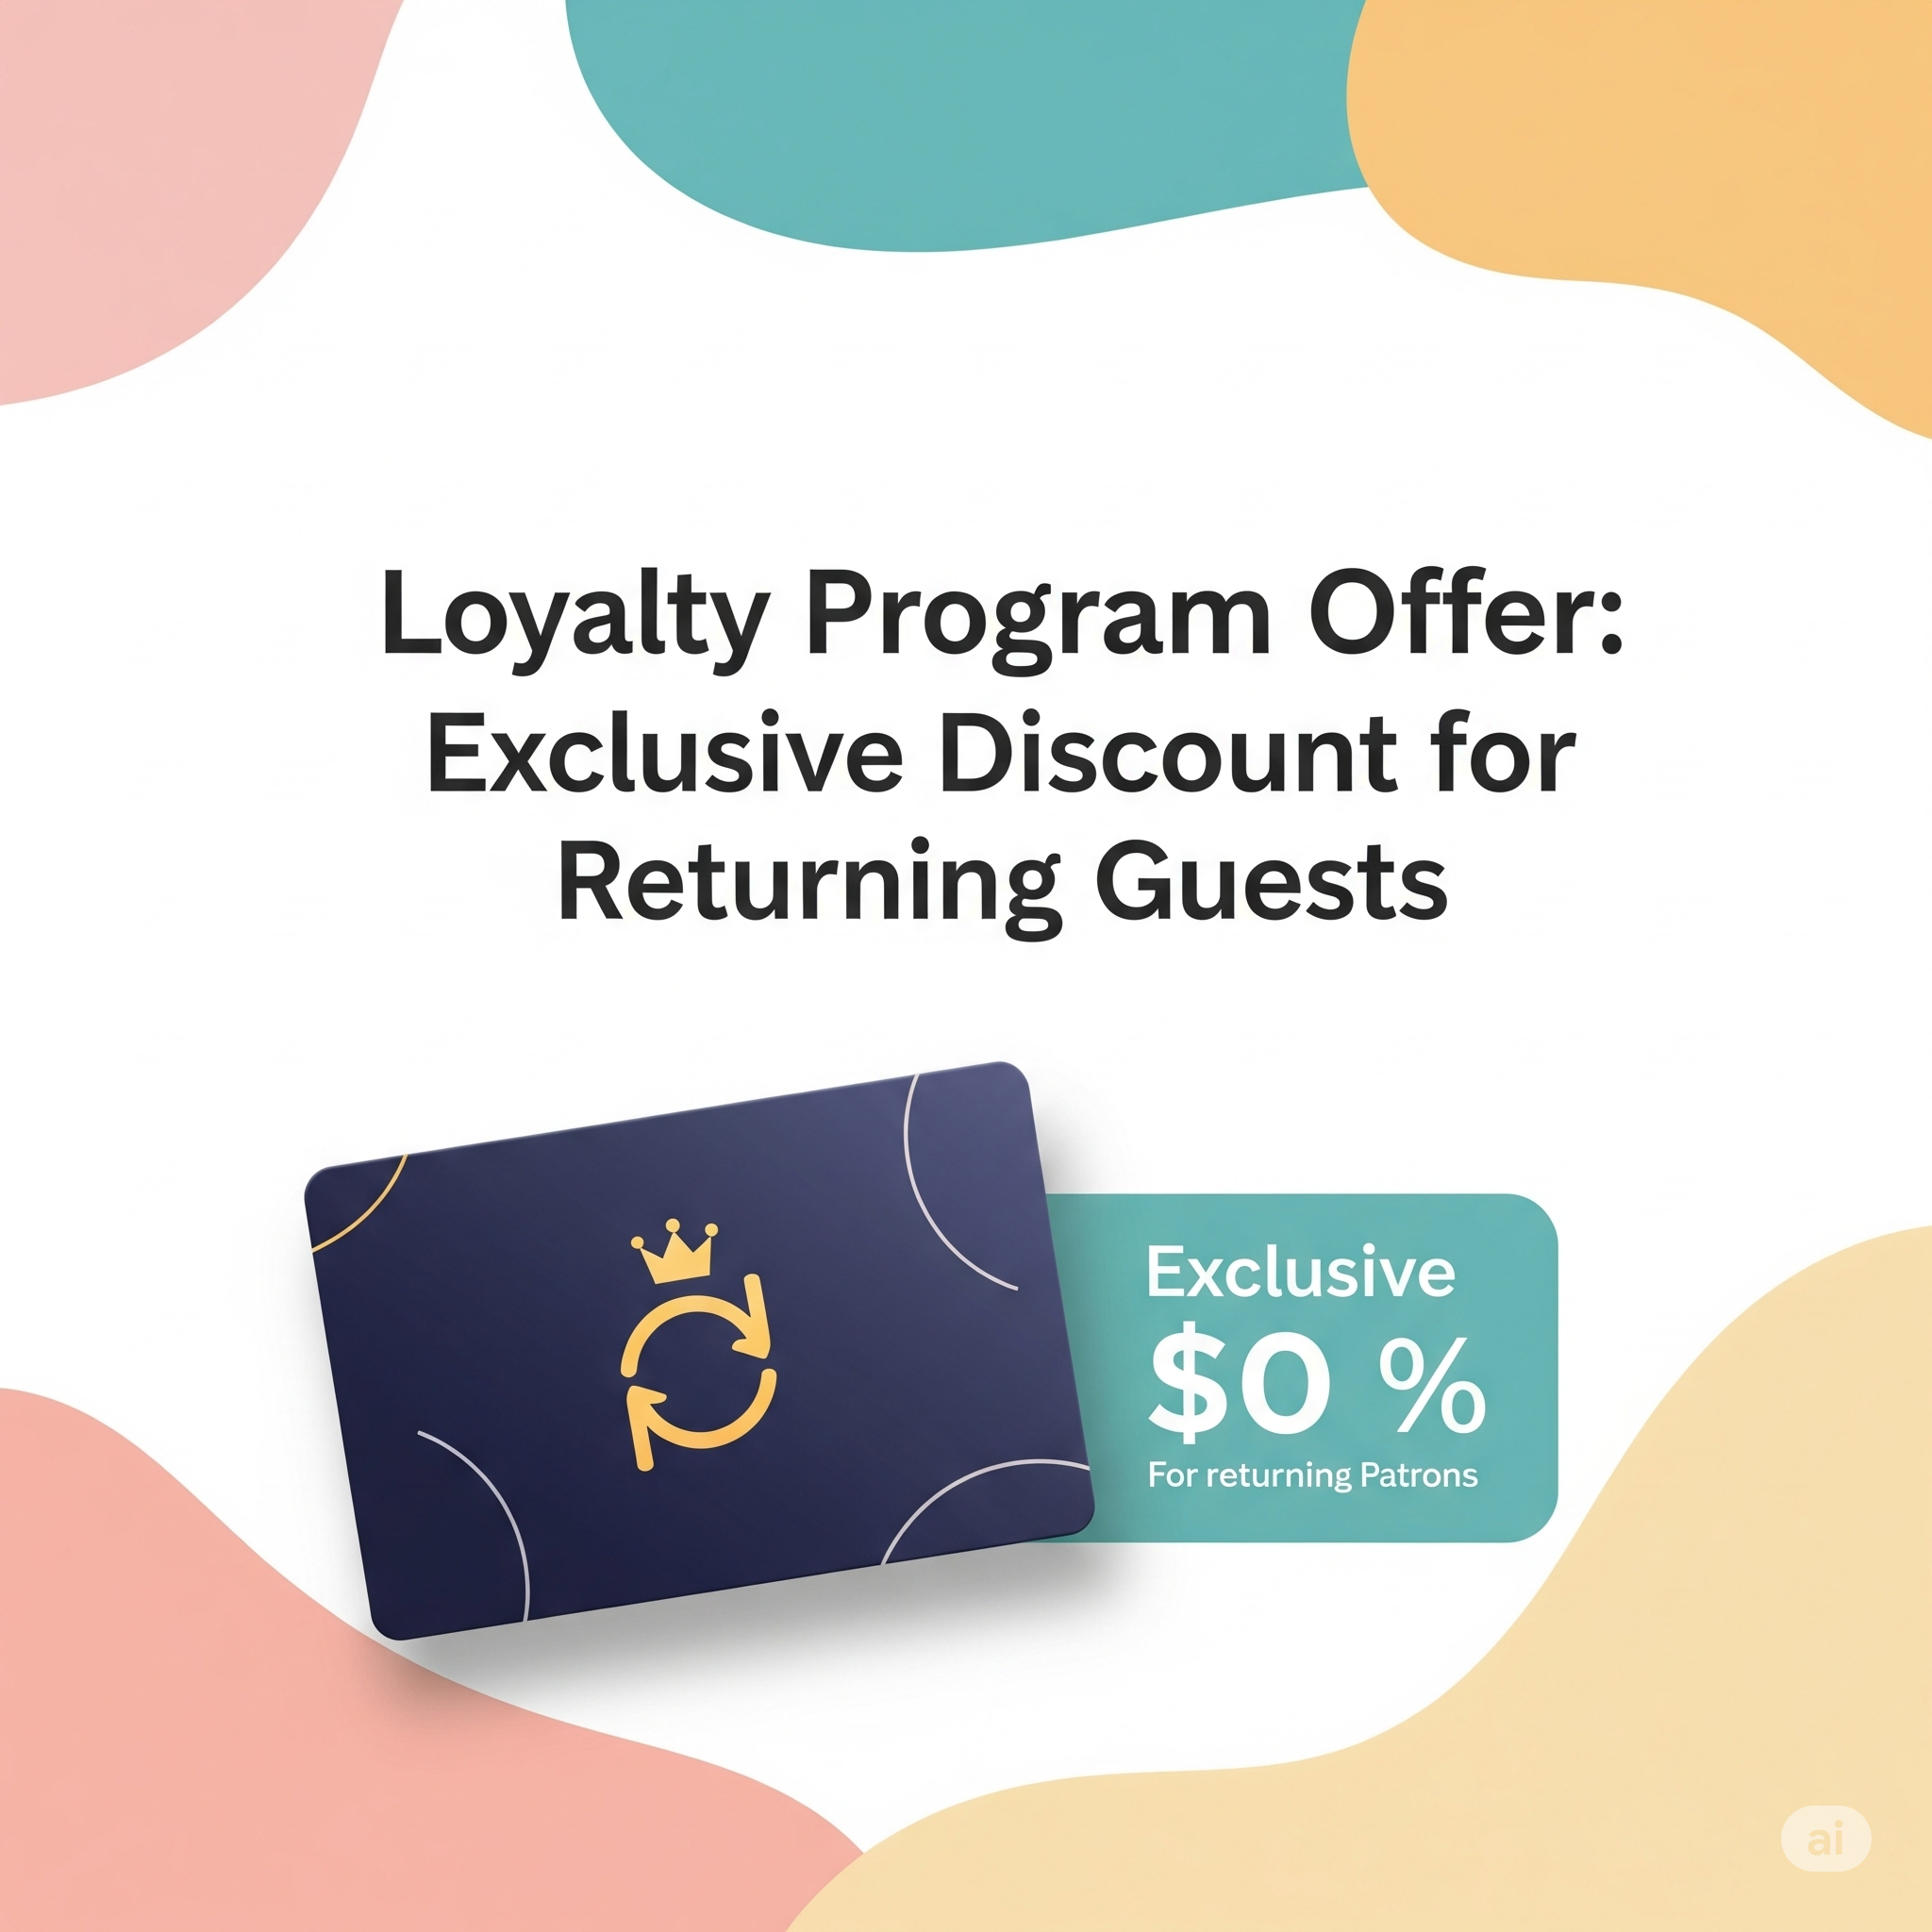 Loyalty Program Offer:
Exclusive Discount for
Returning Guests
Exclusive
$0 %
For returning Patrons
ai